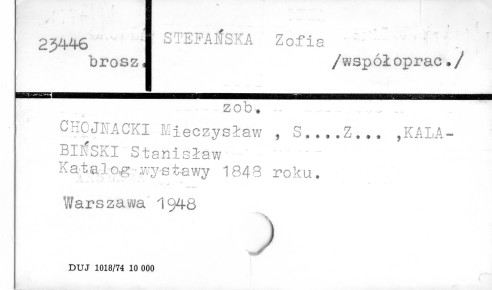 23446
brosz.
STEFAŃSKA Zofia
/współoprac./
zob.
CHOJNACKI Mieczysław , S....Z... ,KALA-
BIŃSKI Stanisław
Katalog wystawy 1848 roku.
Warszawa 1948
DUJ 1018/74 10 000